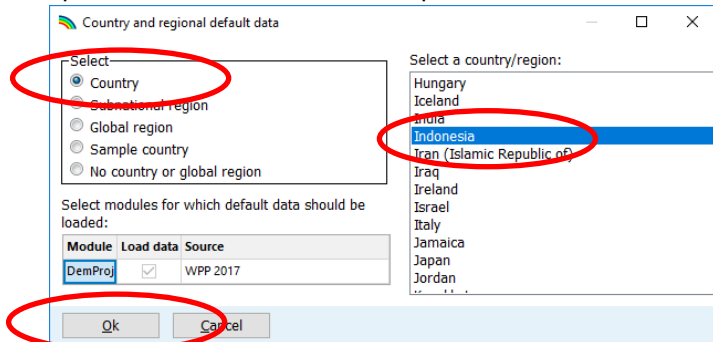 Country and regional default data
Select
Country
Subnational region
Global region
Sample country
No country or global region
Select modules for which default data should be
loaded:
Module Load data Source
DemProj WPP 2017
Ok Cancel
Select a country/region:
Hungary
Iceland
India
Indonesia
Iran (Islamic Republic of)
Iraq
Ireland
Israel
Italy
Jamaica
Japan
Jordan